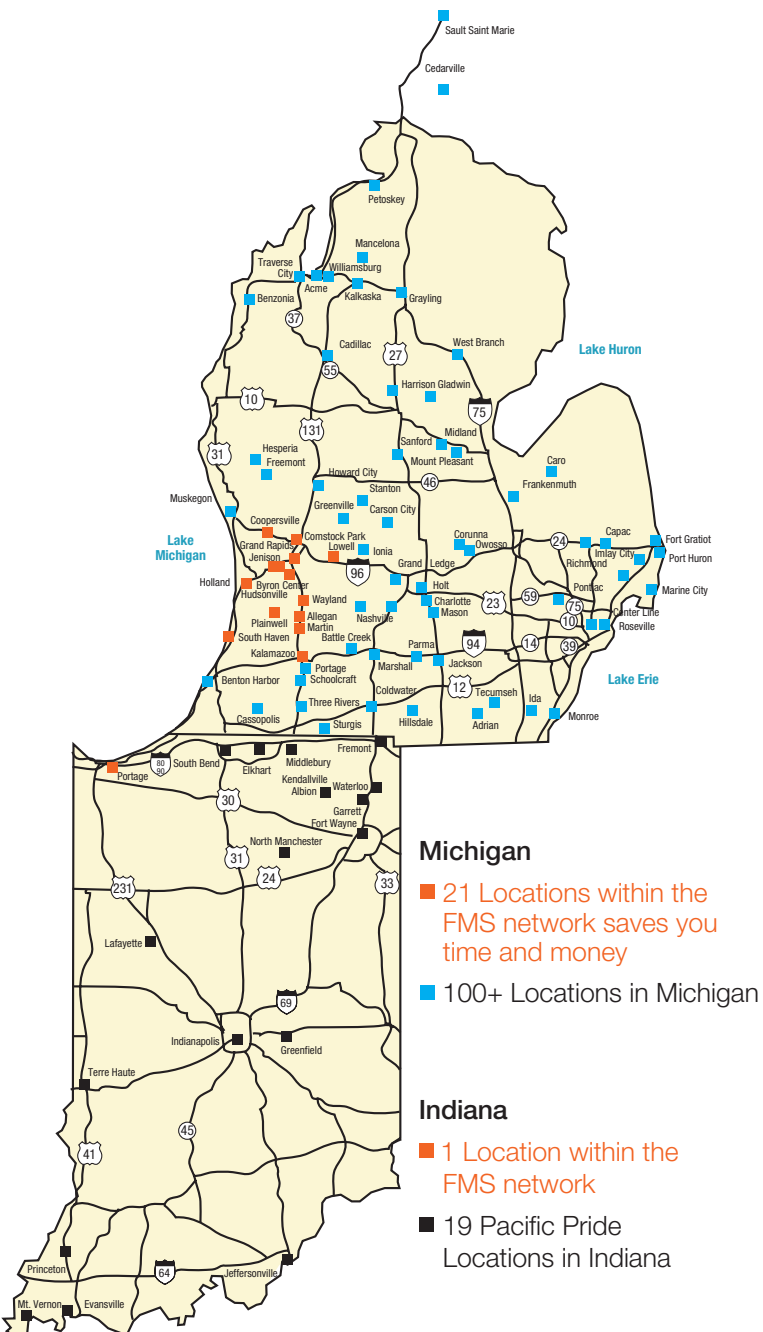 Sault Saint Marie
Cedarville
Petoskey
Mancelona
Traverse
City
Williamsburg
Acme
Kalkaska
Grayling
Benzonia
37
Cadillac
55
27
West Branch
Lake Huron
Harrison Gladwin
10
75
131
31
Midland
Sanford
Mount Pleasant
Hesperia
Freemont
Caro
46
Frankenmuth
Howard City
Stanton
Greenville
Carson City
Muskegon
Coopersville
Comstock Park
Grand Rapids
Lowell
Jenison
Ionia
Lake
Michigan
96
Corunna
Owosso
24
Capac
Fort Gratiot
Imlay City
Port Huron
Richmond
Grand Ledge
Holland
Byron Center
Hudsonville
Holt
Pontiac
Marine City
Wayland
Charlotte
Mason
23
59
75
Center Line
10
Roseville
Allegan
Plainwell
Martin
Nashville
South Haven
Battle Creek
Parma
94
14
39
Kalamazoo
Portage
Marshall
Jackson
Schoolcraft
Benton Harbor
Coldwater
12
Tecumseh
Lake Erie
Cassopolis
Three Rivers
Sturgis
Hillsdale
Adrian
Ida
Monroe
Portage
80
90
South Bend
Elkhart
Middlebury
Fremont
Kendallville
Albion
Waterloo
Garrett
30
Fort Wayne
North Manchester
31
24
33
231
Lafayette
69
Indianapolis
Greenfield
Terre Haute
45
41
Princeton
64
Jeffersonville
Mt. Vernon
Evansville
Michigan
21 Locations within the
FMS network saves you
time and money
100+ Locations in Michigan
Indiana
1 Location within the
FMS network
19 Pacific Pride
Locations in Indiana